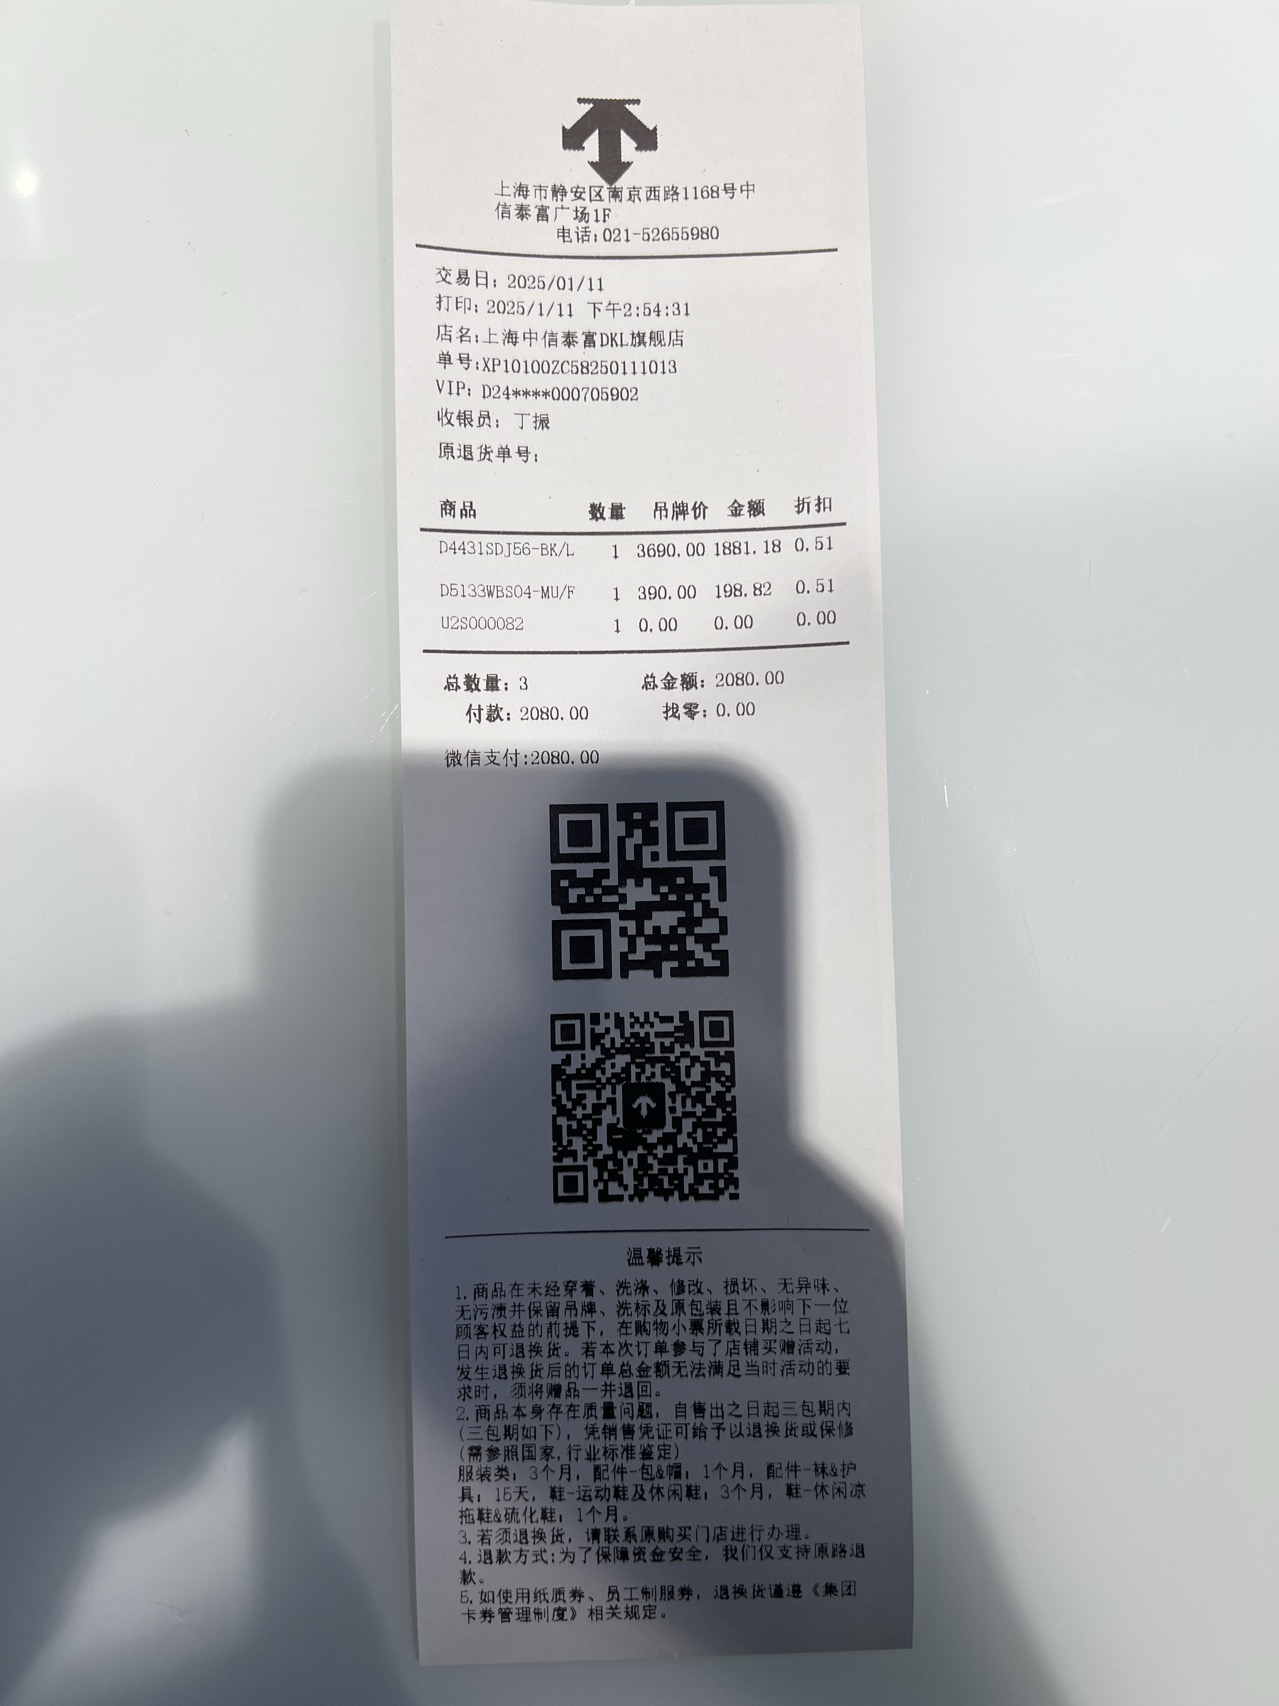 上海市静安区南京西路1168号中
信泰富广场1F
电话:021-52655980
交易日: 2025/01/11
打印: 2025/1/11 下午2:54:31
店名:上海中信泰富DKL旗舰店
单号:XP10100ZC58250111013
VIP: D24****000705902
收银员: 丁振
原退货单号:
商品 数量 吊牌价 金额 折扣
D4431SDJ56-BK/L 1 3690.00 1881.18 0.51
D5133WBS04-MU/F 1 390.00 198.82 0.51
U2S000082 1 0.00 0.00 0.00
总数量: 3 总金额: 2080.00
付款: 2080.00 找零: 0.00
微信支付:2080.00
温馨提示
1.商品在未经穿着、洗涤、修改、损坏、无异味、
无污渍并保留吊牌、洗标及原包装且不影响下一位
顾客权益的前提下，在购物小票所载日期之日起七
日内可退换货。若本次订单参与了店铺买赠活动，
发生退换货后的订单总金额无法满足当时活动的要
求时，须将赠品一并退回。
2.商品本身存在质量问题，自售出之日起三包期内
(三包期如下)，凭销售凭证可给予以退换货或保修
(需参照国家,行业标准鉴定)
服装类: 3个月，配件-包&帽: 1个月，配件-袜&护
具: 15天，鞋-运动鞋及休闲鞋: 3个月，鞋-休闲凉
拖鞋&硫化鞋: 1个月。
3.若须退换货，请联系原购买门店进行办理。
4.退款方式:为了保障资金安全，我们仅支持原路退
款。
5.如使用纸质券、员工制服券，退换货谨遵《集团
卡券管理制度》相关规定。